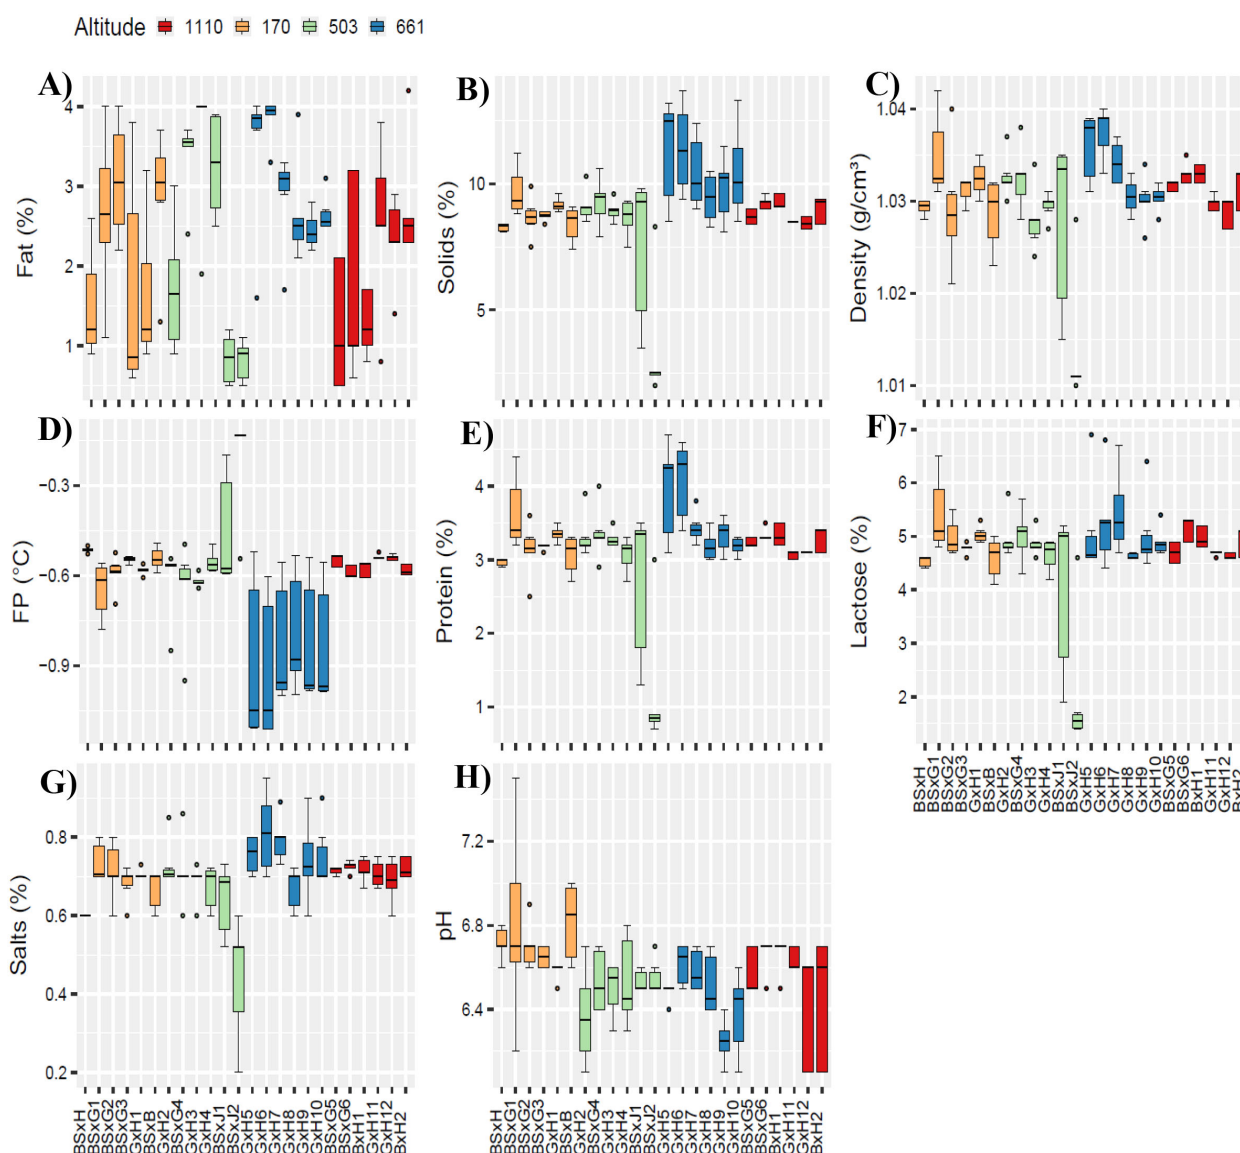 Altitude 1110 170 503 661
A)
Fat (%)
4
3
2
1
B)
Solids (%)
10
5
C)
Density (g/cm³)
1.04
1.03
1.02
1.01
D)
FP (°C)
−0.3
−0.6
−0.9
E)
Protein (%)
4
3
2
1
F)
Lactose (%)
7
6
5
4
3
2
BSxH
BSxG1
BSxG2
BSxG3
GxH1
BSxB
GxH2
BSxG4
GxH3
GxH4
BSxJ1
BSxJ2
GxH5
GxH6
GxH7
GxH8
GxH9
GxH10
BSxG5
BSxG6
BxH1
GxH11
GxH12
BxH2
G)
Salts (%)
0.8
0.6
0.4
0.2
BSxH
BSxG1
BSxG2
BSxG3
GxH1
BSxB
GxH2
BSxG4
GxH3
GxH4
BSxJ1
BSxJ2
GxH5
GxH6
GxH7
GxH8
GxH9
GxH10
BSxG5
BSxG6
BxH1
GxH11
GxH12
BxH2
H)
pH
7.2
6.8
6.4
BSxH
BSxG1
BSxG2
BSxG3
GxH1
BSxB
GxH2
BSxG4
GxH3
GxH4
BSxJ1
BSxJ2
GxH5
GxH6
GxH7
GxH8
GxH9
GxH10
BSxG5
BSxG6
BxH1
GxH11
GxH12
BxH2